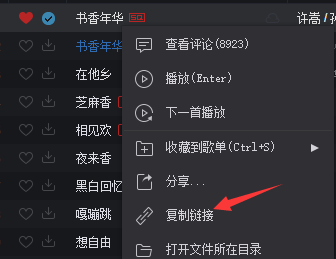 书香年华 SQ 许嵩 /
书香年华
在他乡
芝麻香
相见欢
夜来香
黑白回忆
嘎蹦跳
想自由
查看评论(8923)
播放(Enter)
下一首播放
收藏到歌单(Ctrl+S)
分享...
复制链接
打开文件所在目录